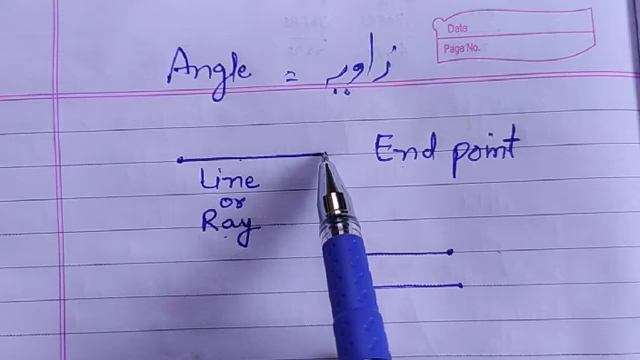 Date
Page No.
Angle = زاویہ
End point
Line
or
Ray